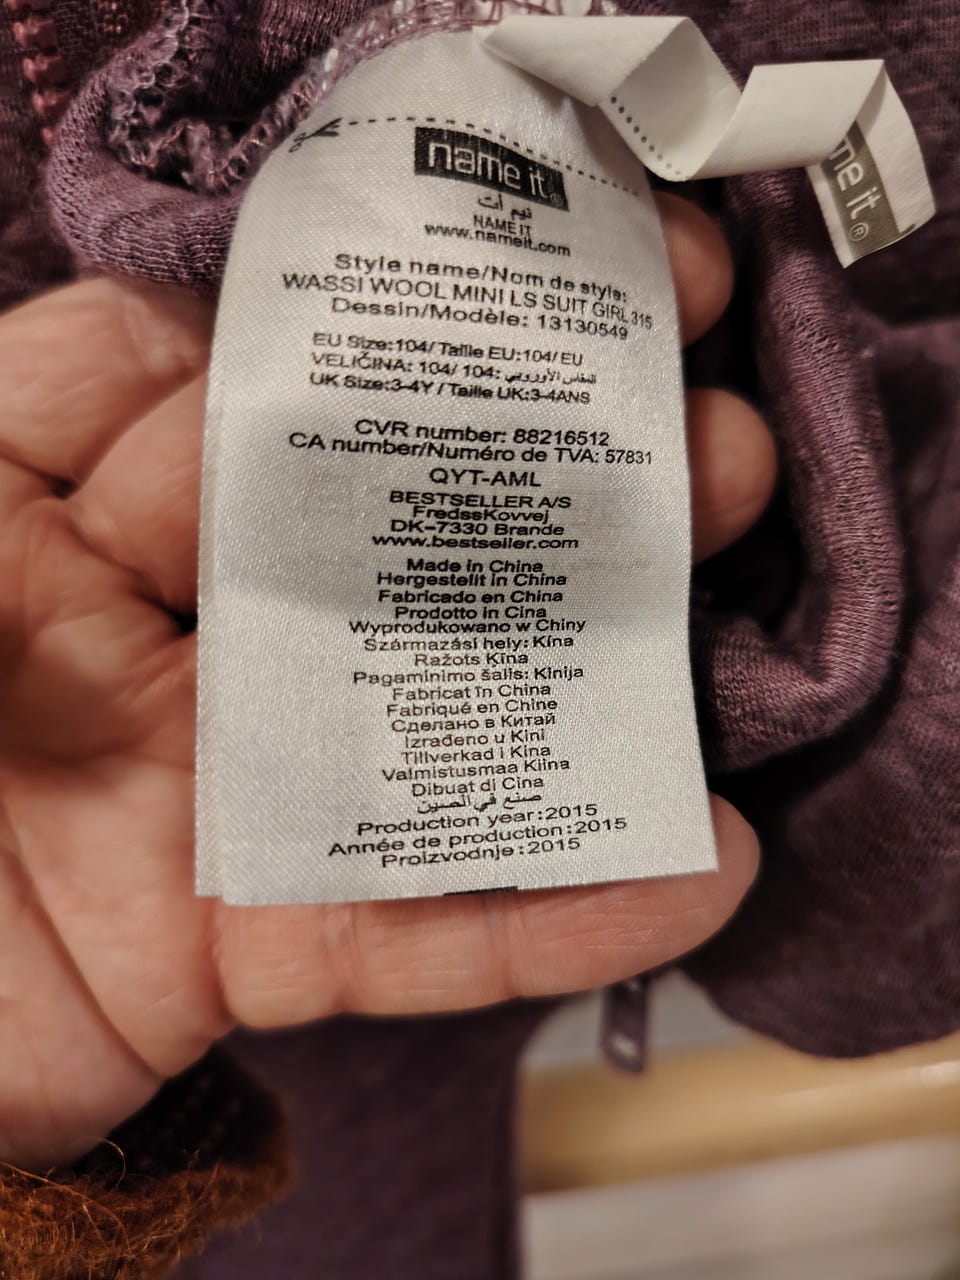 name it®
نيم ات
NAME IT
www.nameit.com
Style name/Nom de style:
WASSI WOOL MINI LS SUIT GIRL 315
Dessin/Modèle: 13130549
EU Size:104/ Taille EU:104/ EU
VELIČINA: 104/ 104: المقاس الأوروبي
UK Size:3-4Y / Taille UK:3-4ANS
CVR number: 88216512
CA number/Numéro de TVA: 57831
QYT-AML
BESTSELLER A/S
FredssKovvej
DK-7330 Brande
www.bestseller.com
Made in China
Hergestellt in China
Fabricado en China
Prodotto in Cina
Wyprodukowano w Chiny
Származási hely: Kína
Ražots Ķīna
Pagaminimo šalis: Kinija
Fabricat în China
Fabriqué en Chine
Сделано в Китай
Izrađeno u Kini
Tillverkad i Kina
Valmistusmaa Kiina
Dibuat di Cina
صنع في الصين
Production year:2015
Année de production:2015
Proizvodnje:2015
me it®